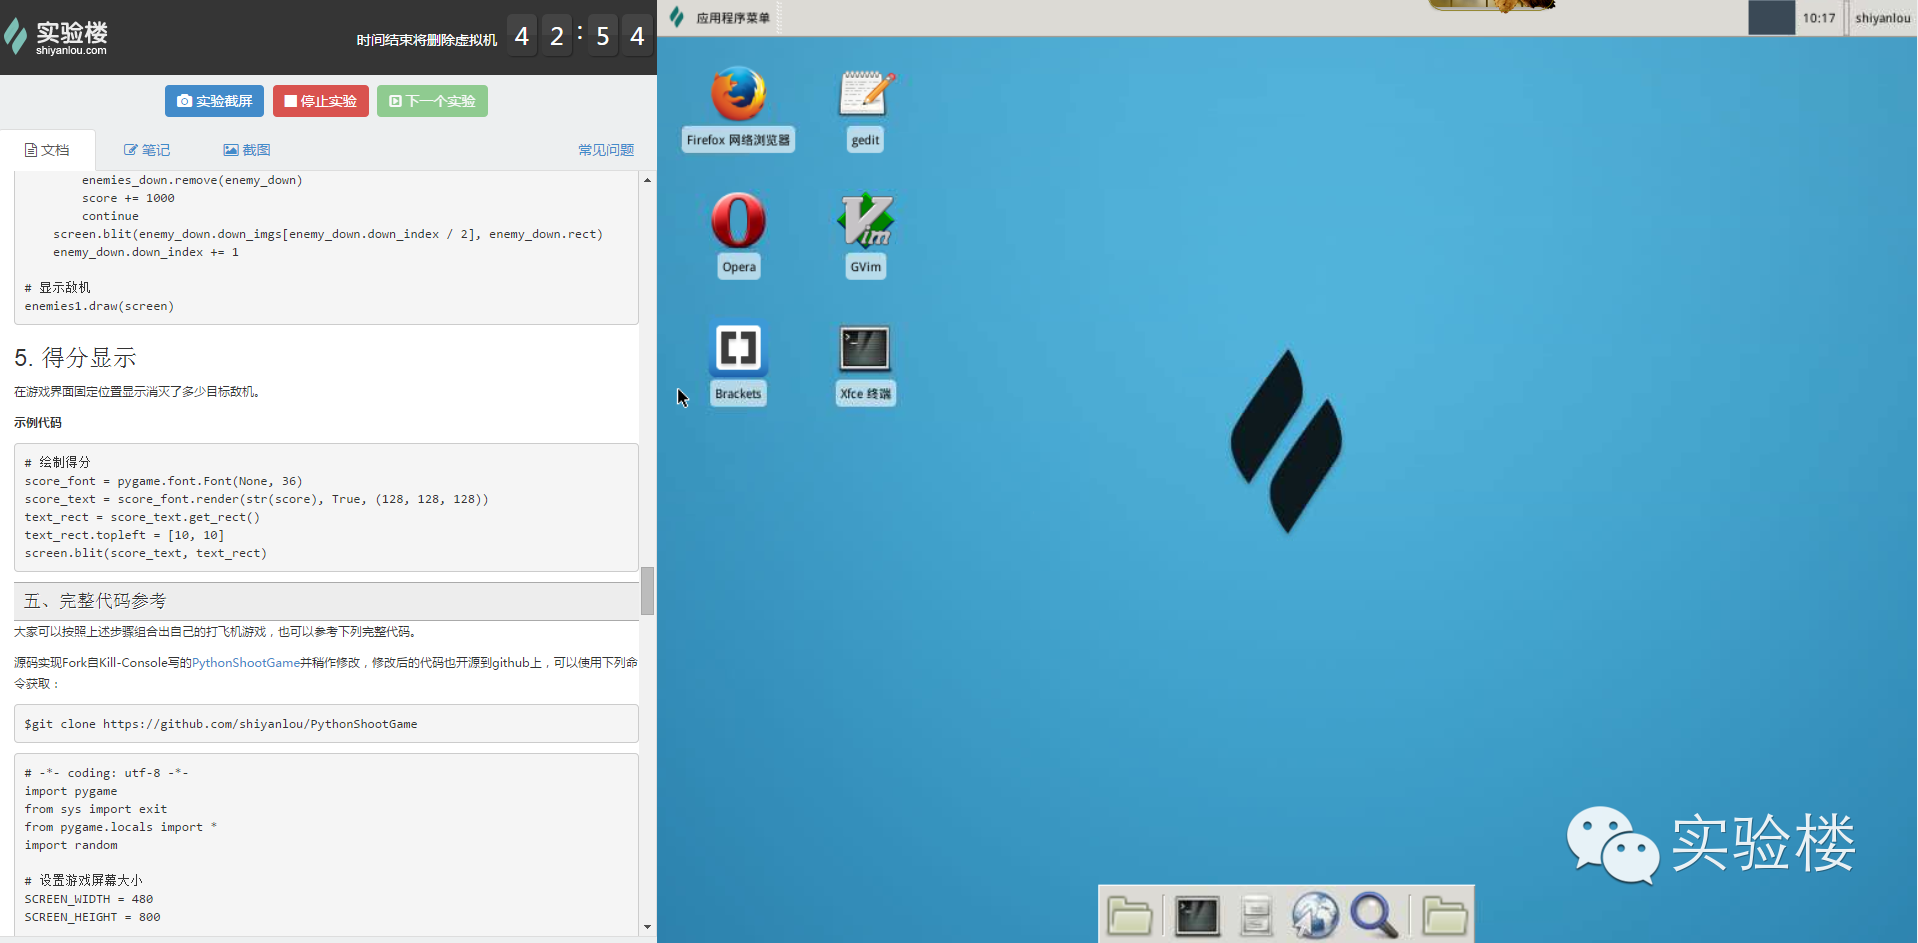 实验楼
shiyanlou.com
时间结束将删除虚拟机 4 2 : 5 4
实验截屏 停止实验 下一个实验
文档 笔记 截图 常见问题
enemies_down.remove(enemy_down)
score += 1000
continue
screen.blit(enemy_down.down_imgs[enemy_down.down_index / 2], enemy_down.rect)
enemy_down.down_index += 1
# 显示敌机
enemies1.draw(screen)
5. 得分显示
在游戏界面固定位置显示消灭了多少目标敌机。
示例代码
# 绘制得分
score_font = pygame.font.Font(None, 36)
score_text = score_font.render(str(score), True, (128, 128, 128))
text_rect = score_text.get_rect()
text_rect.topleft = [10, 10]
screen.blit(score_text, text_rect)
五、完整代码参考
大家可以按照上述步骤组合出自己的打飞机游戏，也可以参考下列完整代码。
源码实现Fork自Kill-Console写的PythonShootGame并稍作修改，修改后的代码也开源到github上，可以使用下列命
令获取：
$git clone https://github.com/shiyanlou/PythonShootGame
# -*- coding: utf-8 -*-
import pygame
from sys import exit
from pygame.locals import *
import random
# 设置游戏屏幕大小
SCREEN_WIDTH = 480
SCREEN_HEIGHT = 800
应用程序菜单
10:17 shiyanlou
Firefox 网络浏览器
gedit
Opera
GVim
Brackets
Xfce 终端
实验楼